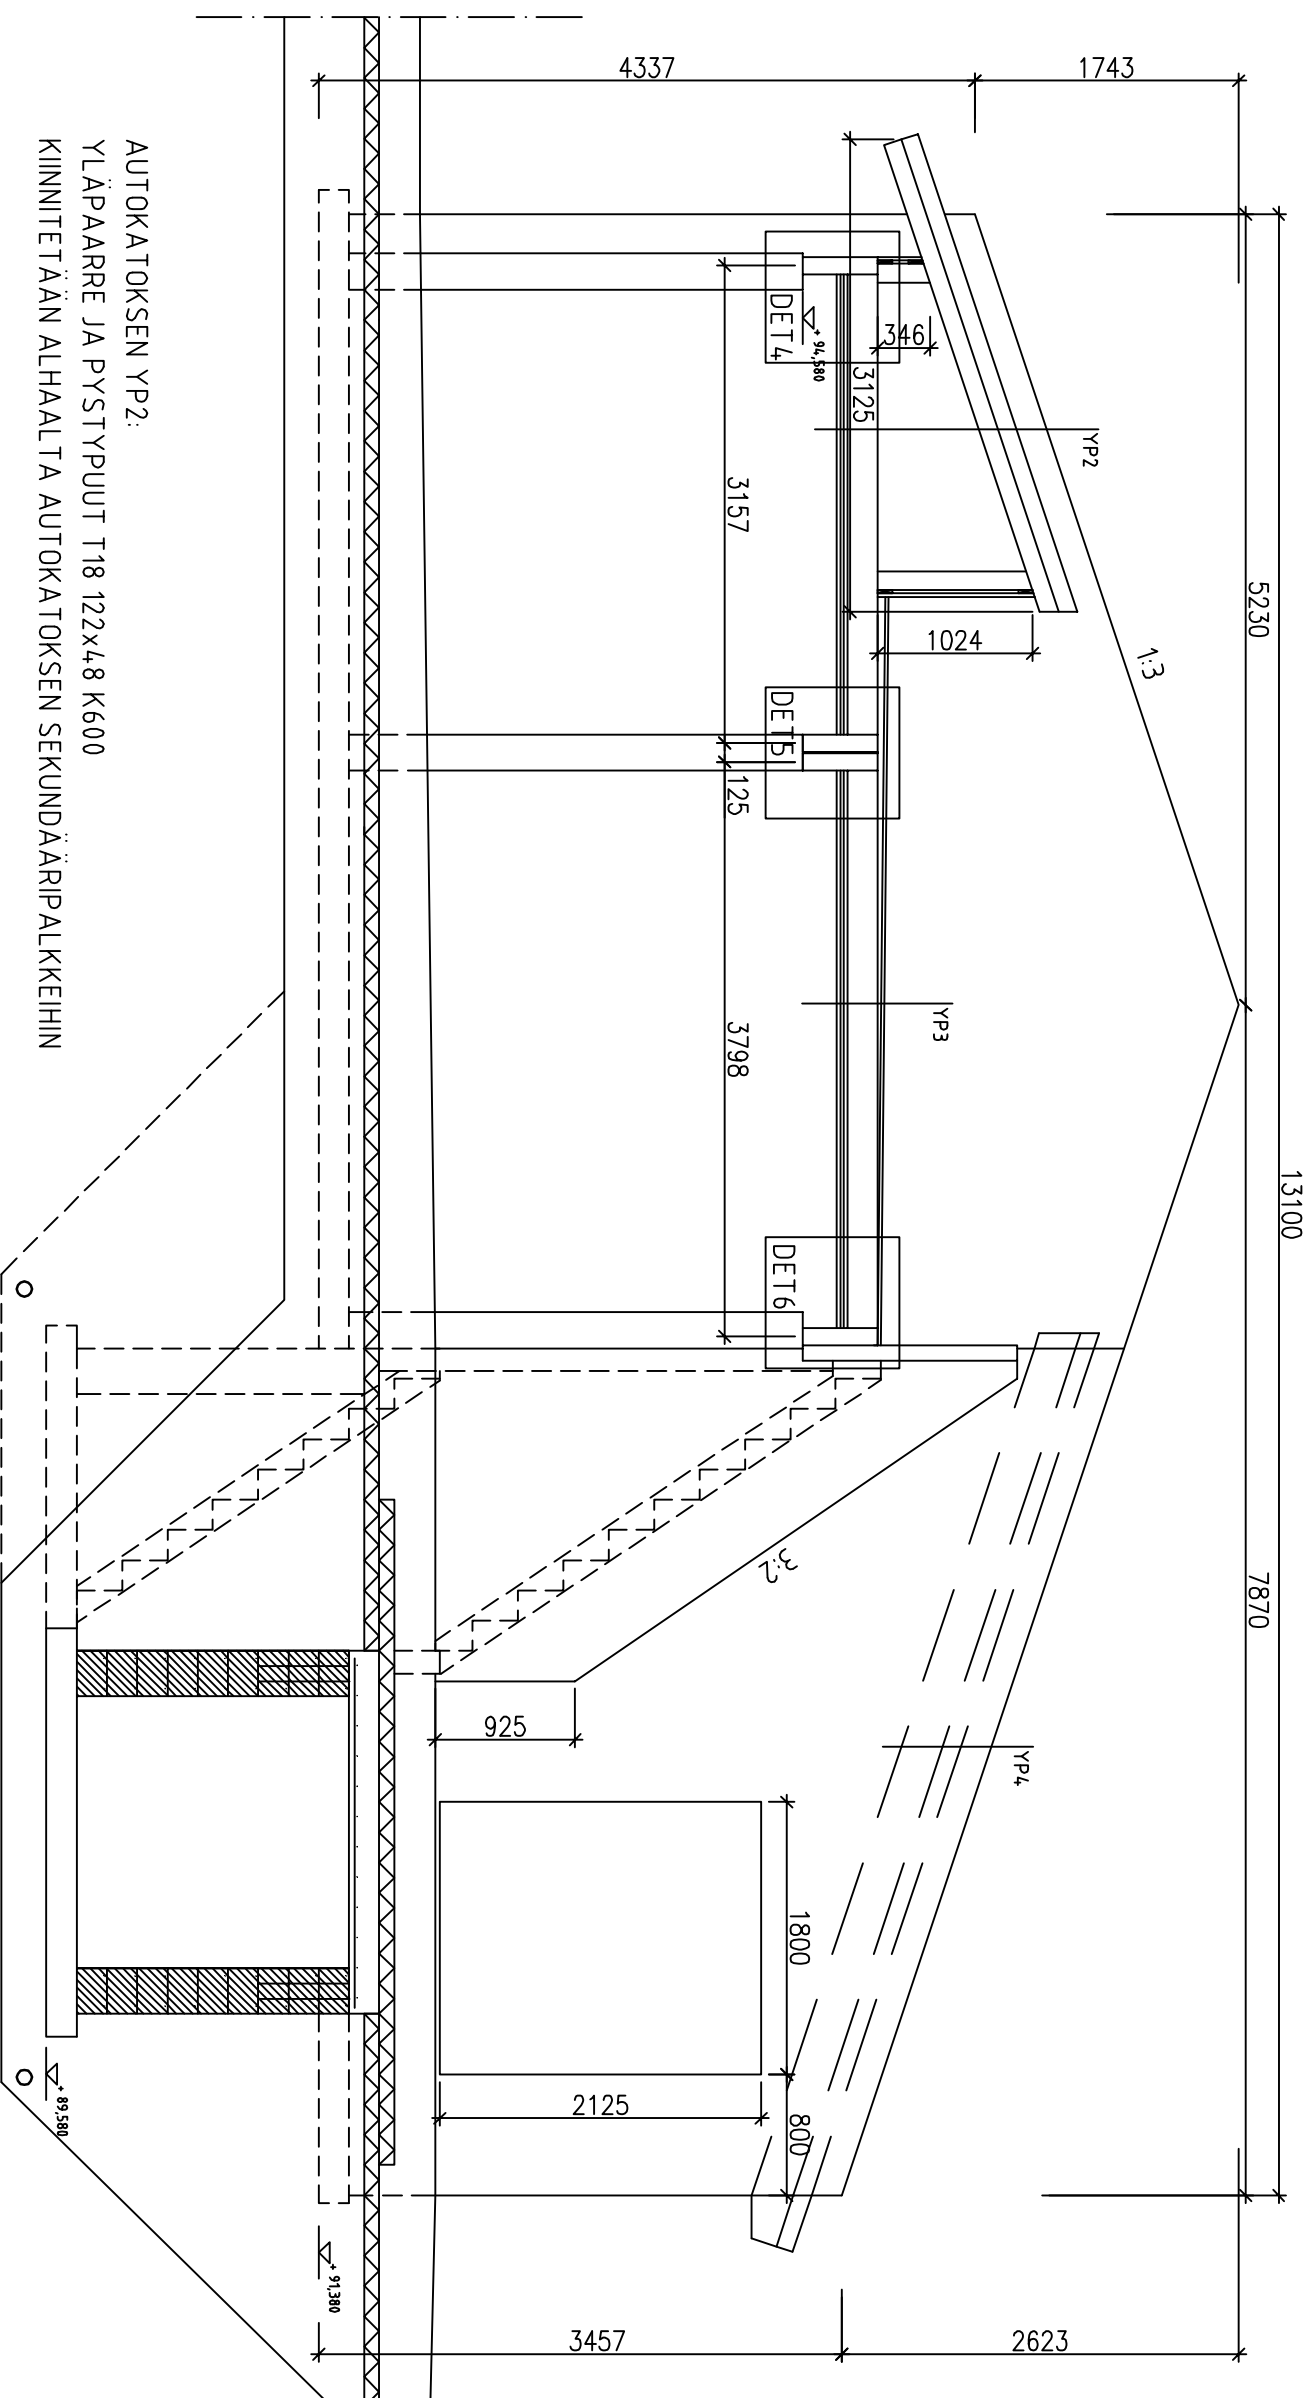 13100
5230
7870
1:3
YP2
1743
4337
346
3125
1024
DET4
+ 94,580
3157
DET5
125
YP3
3798
DET6
3:2
925
YP4
1800
800
2125
2623
3457
+ 91,380
+ 89,580
AUTOKATOKSEN YP2:
YLÄPAARRE JA PYSTYPUUT T18 122x48 K600
KIINNITETÄÄN ALHAALTA AUTOKATOKSEN SEKUNDÄÄRIPALKKEIHIN